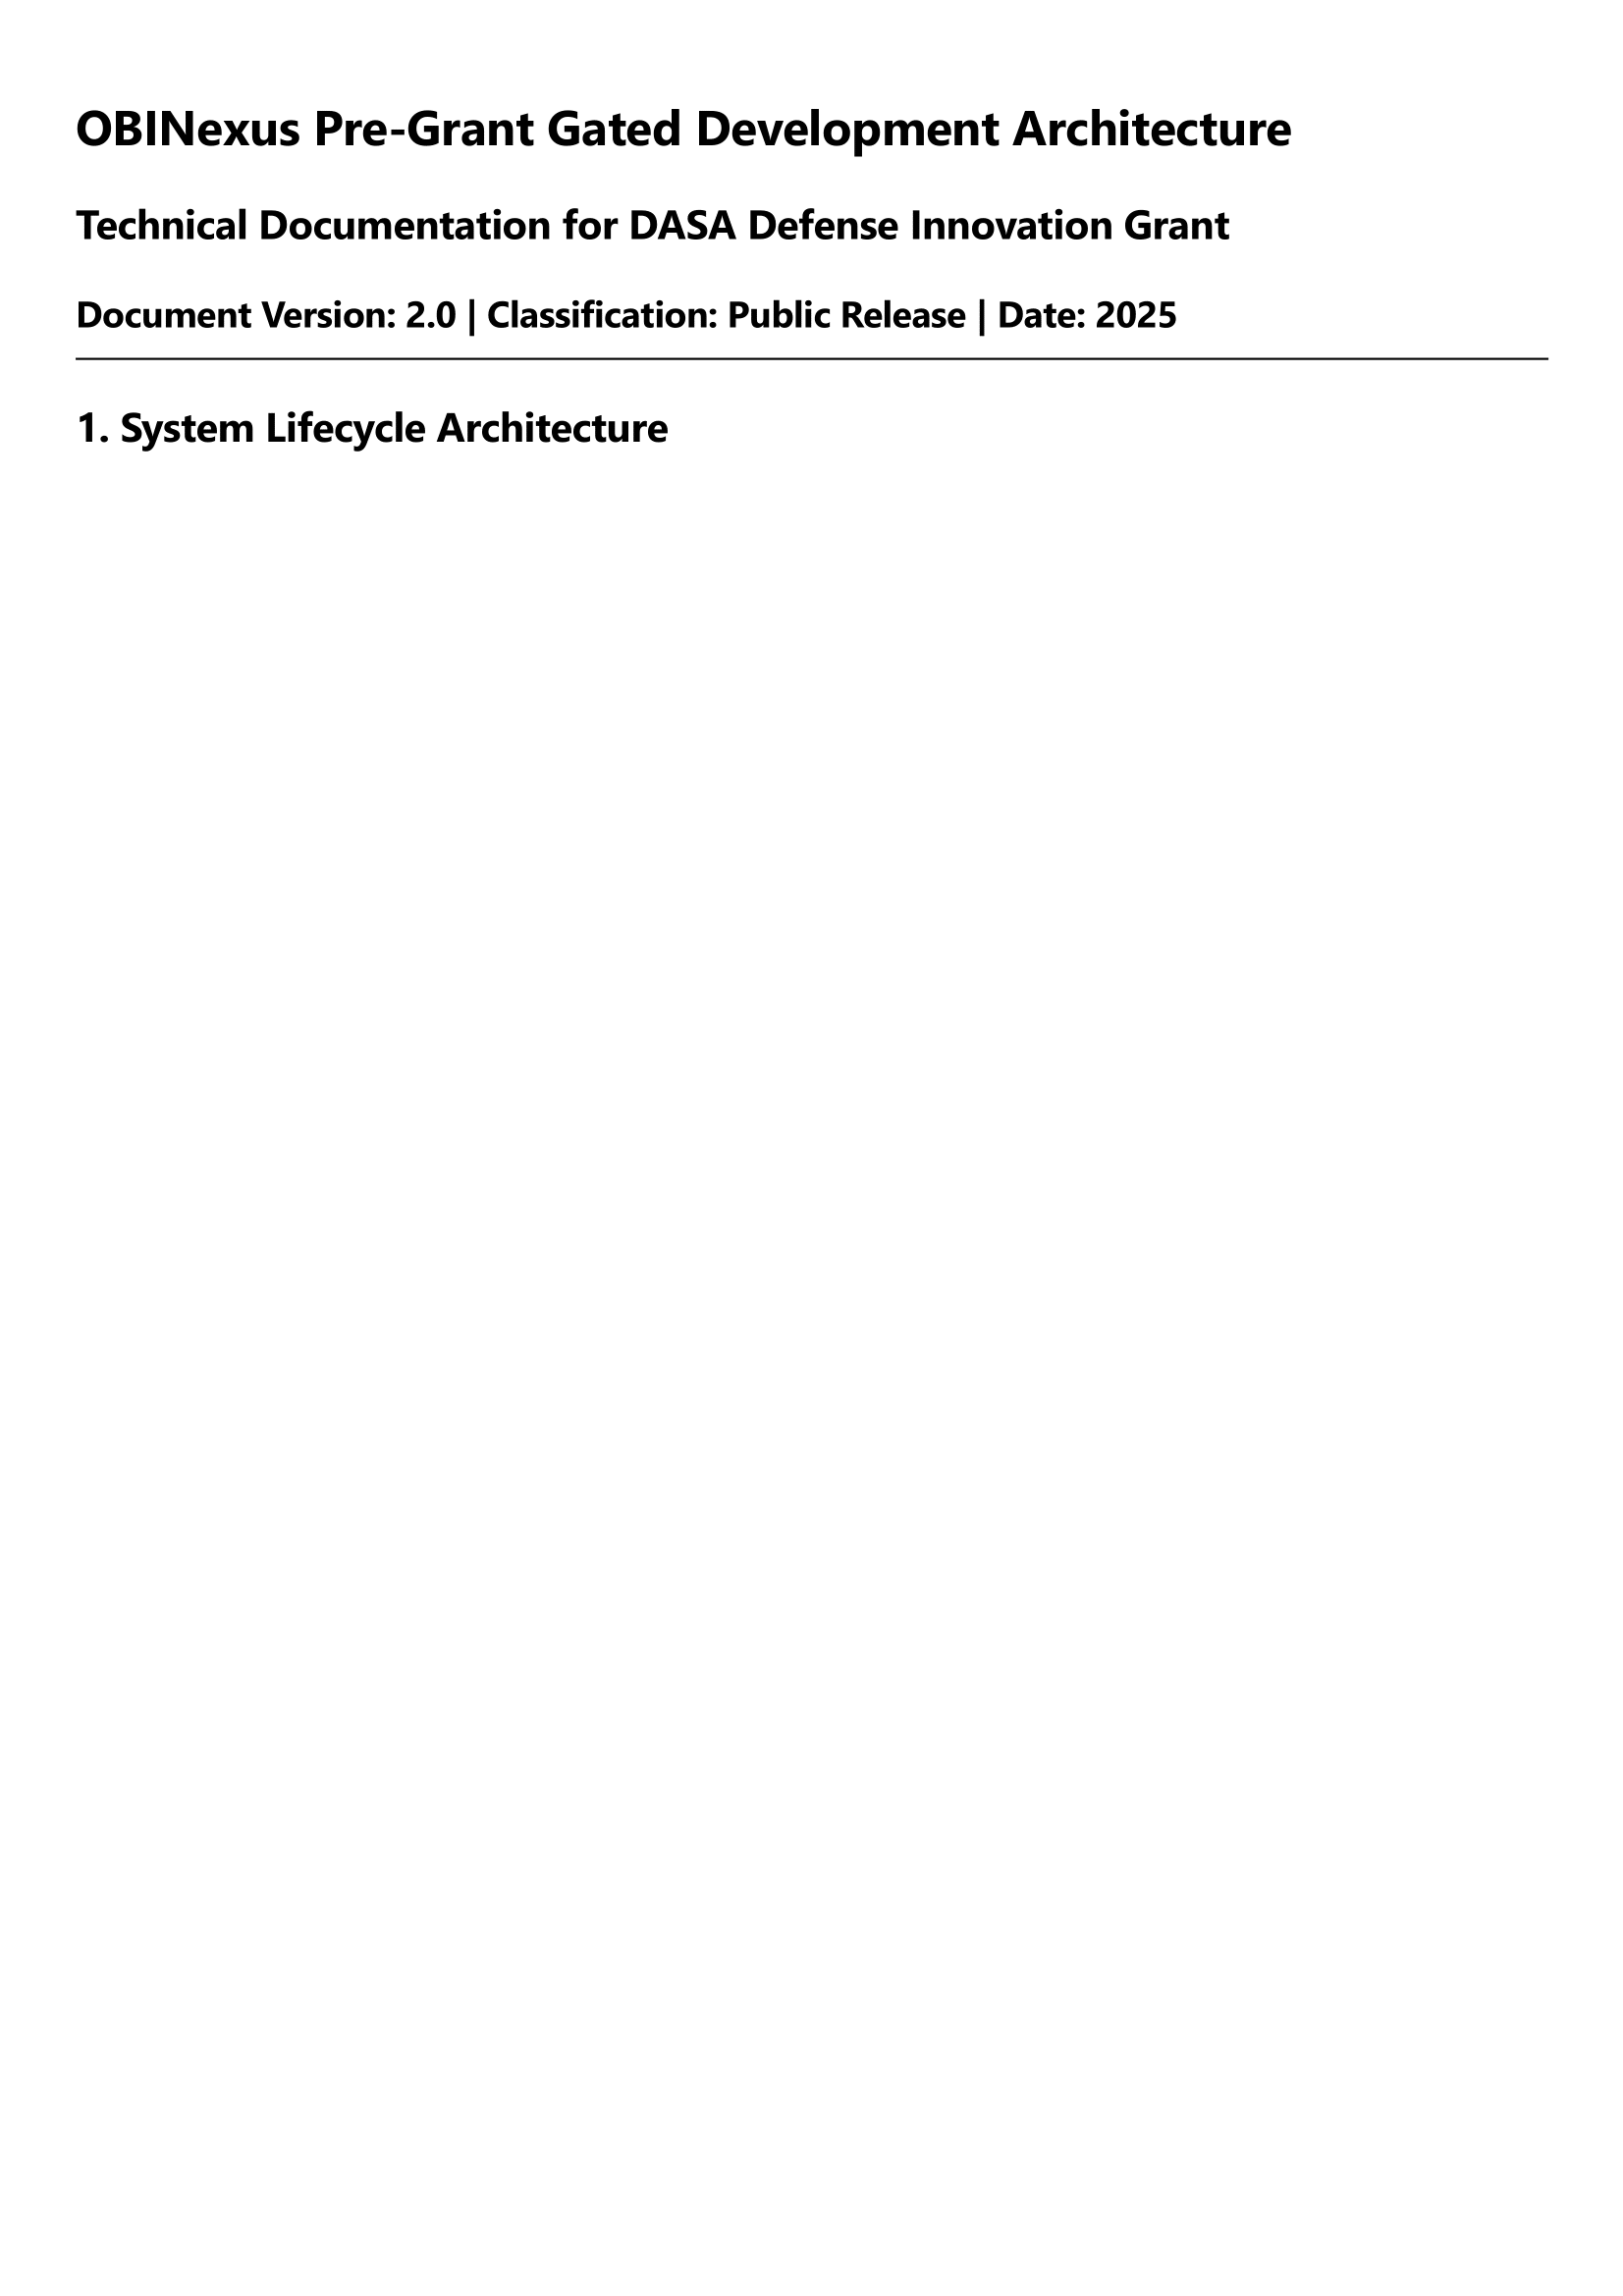 OBINexus Pre-Grant Gated Development Architecture
Technical Documentation for DASA Defense Innovation Grant
Document Version: 2.0 | Classification: Public Release | Date: 2025
1. System Lifecycle Architecture